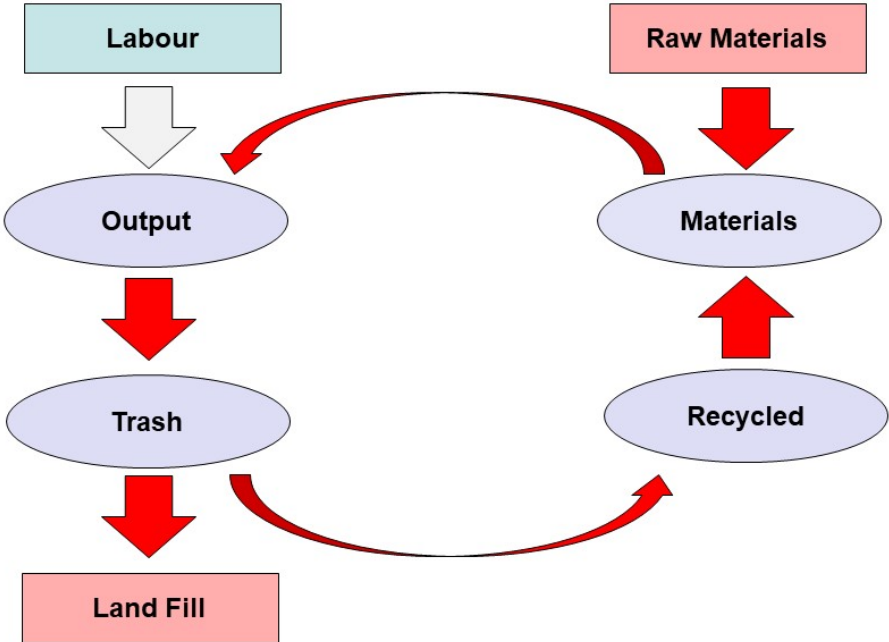 Labour
Raw Materials
Output
Materials
Trash
Recycled
Land Fill